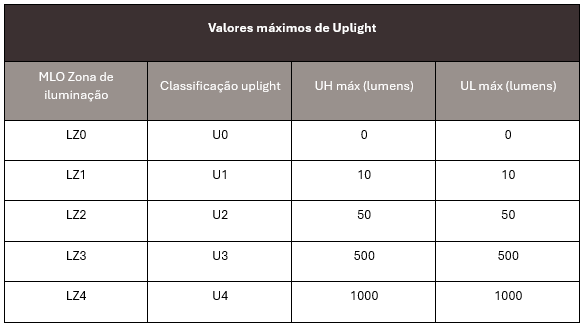 Valores máximos de Uplight
MLO Zona de
iluminação
Classificação uplight
UH máx (lumens)
UL máx (lumens)
LZ0 U0 0 0
LZ1 U1 10 10
LZ2 U2 50 50
LZ3 U3 500 500
LZ4 U4 1000 1000